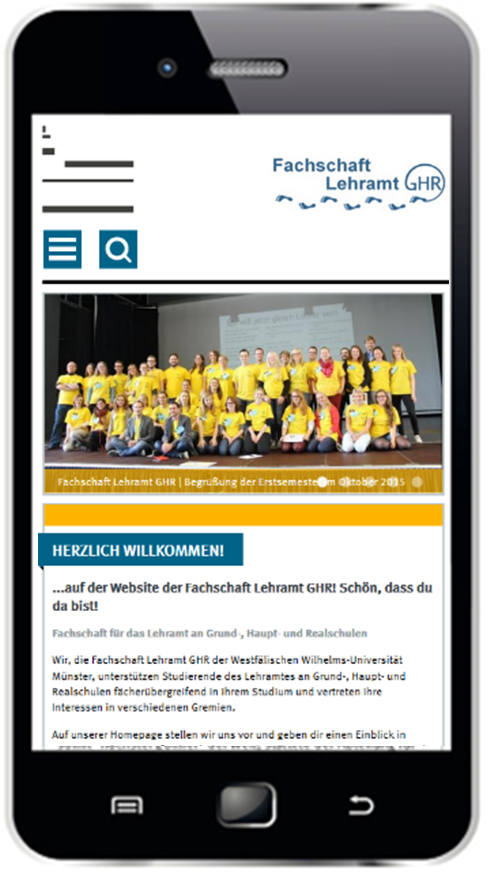 Fachschaft
Lehramt GHR
Fachschaft Lehramt GHR | Begrüßung der Erstsemester im Oktober 2015
HERZLICH WILLKOMMEN!
...auf der Website der Fachschaft Lehramt GHR! Schön, dass du
da bist!
Fachschaft für das Lehramt an Grund-, Haupt- und Realschulen
Wir, die Fachschaft Lehramt GHR der Westfälischen Wilhelms-Universität
Münster, unterstützen Studierende des Lehramtes an Grund-, Haupt- und
Realschulen fächerübergreifend in ihrem Studium und vertreten ihre
Interessen in verschiedenen Gremien.
Auf unserer Homepage stellen wir uns vor und geben dir einen Einblick in